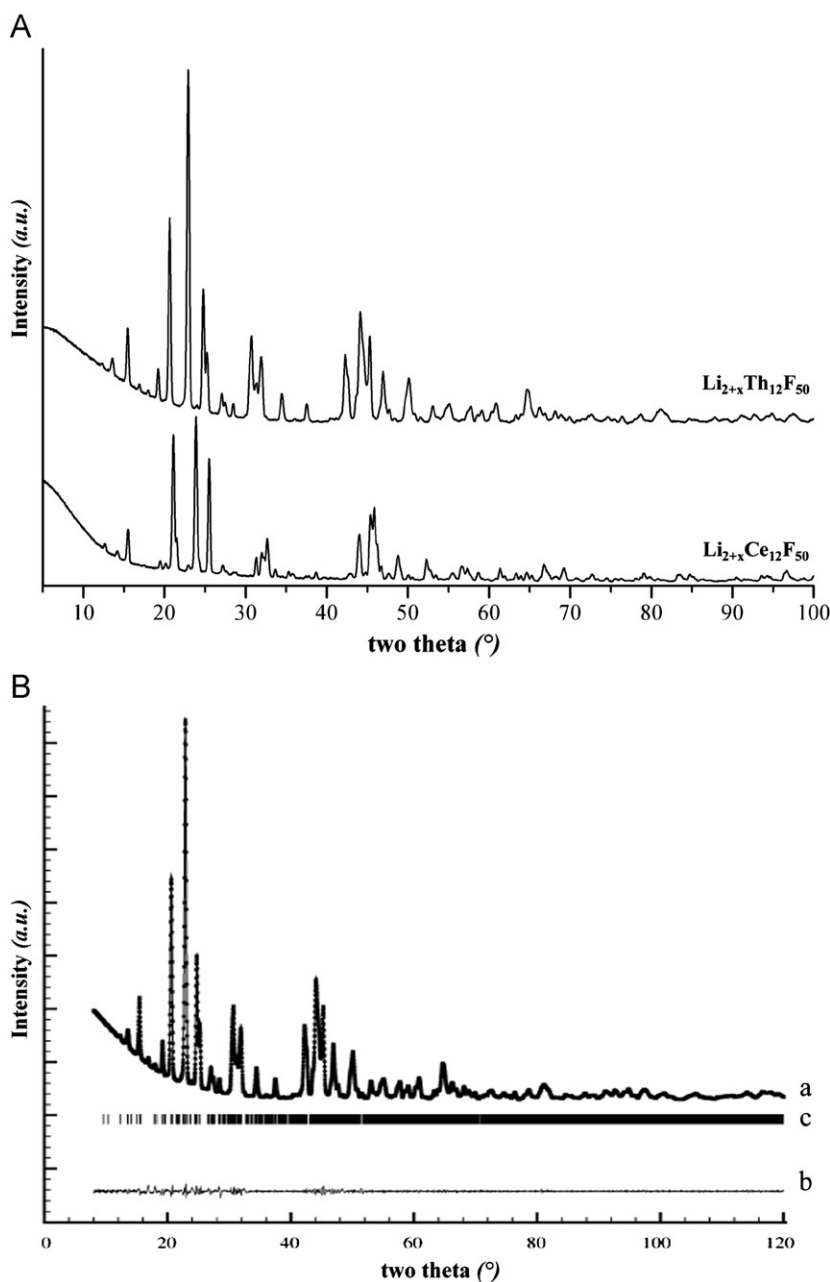 A
Intensity (a.u.)
Li2+xTh12F50
Li2+xCe12F50
10 20 30 40 50 60 70 80 90 100
two theta (°)
B
Intensity (a.u.)
a
c
b
0 20 40 60 80 100 120
two theta (°)